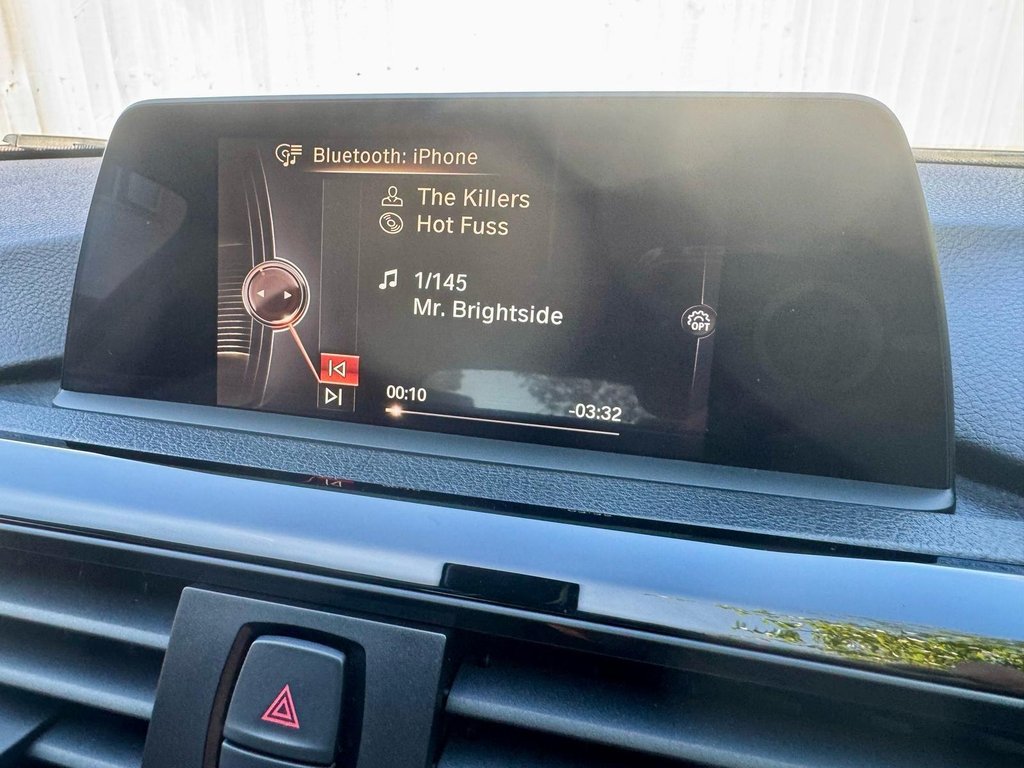 Bluetooth: iPhone
The Killers
Hot Fuss
1/145
Mr. Brightside
OPT
00:10
-03:32